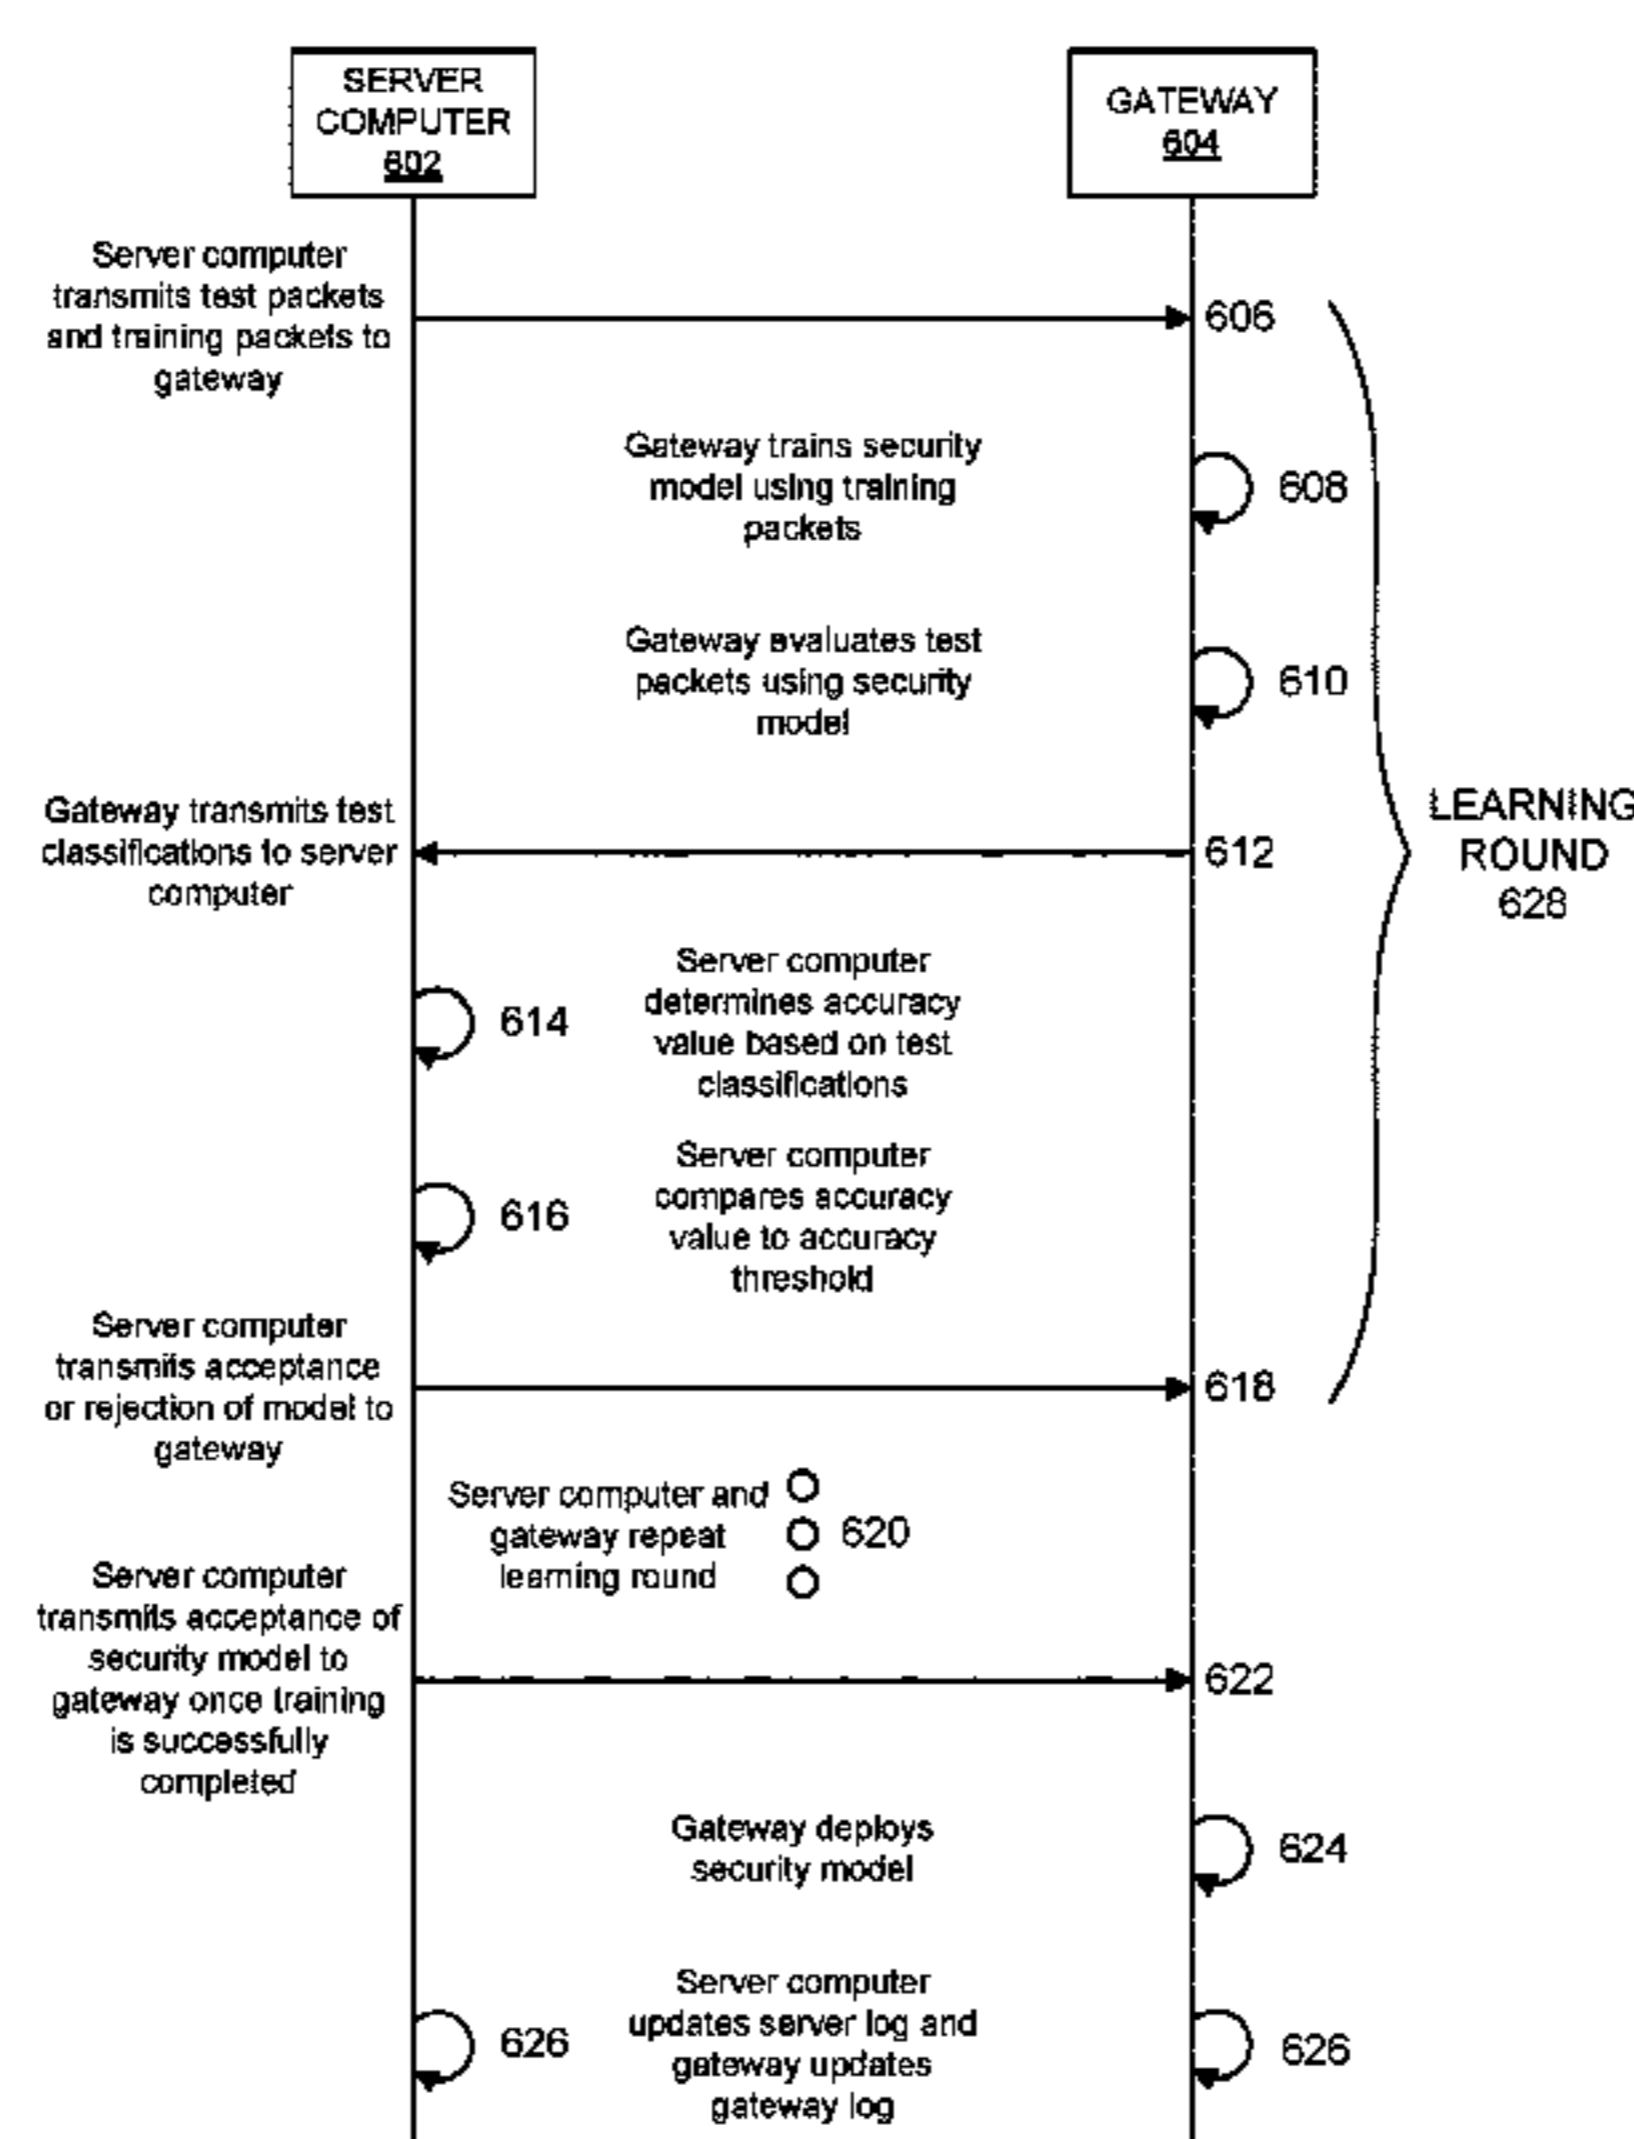 SERVER
COMPUTER
602
GATEWAY
604
Server computer
transmits test packets
and training packets to
gateway
606
Gateway trains security
model using training
packets
608
Gateway evaluates test
packets using security
model
610
Gateway transmits test
classifications to server
computer
612
LEARNING
ROUND
628
614
Server computer
determines accuracy
value based on test
classifications
616
Server computer
compares accuracy
value to accuracy
threshold
Server computer
transmits acceptance
or rejection of model to
gateway
618
Server computer and
gateway repeat
learning round
620
Server computer
transmits acceptance of
security model to
gateway once training
is successfully
completed
622
Gateway deploys
security model
624
626
Server computer
updates server log and
gateway updates
gateway log
626